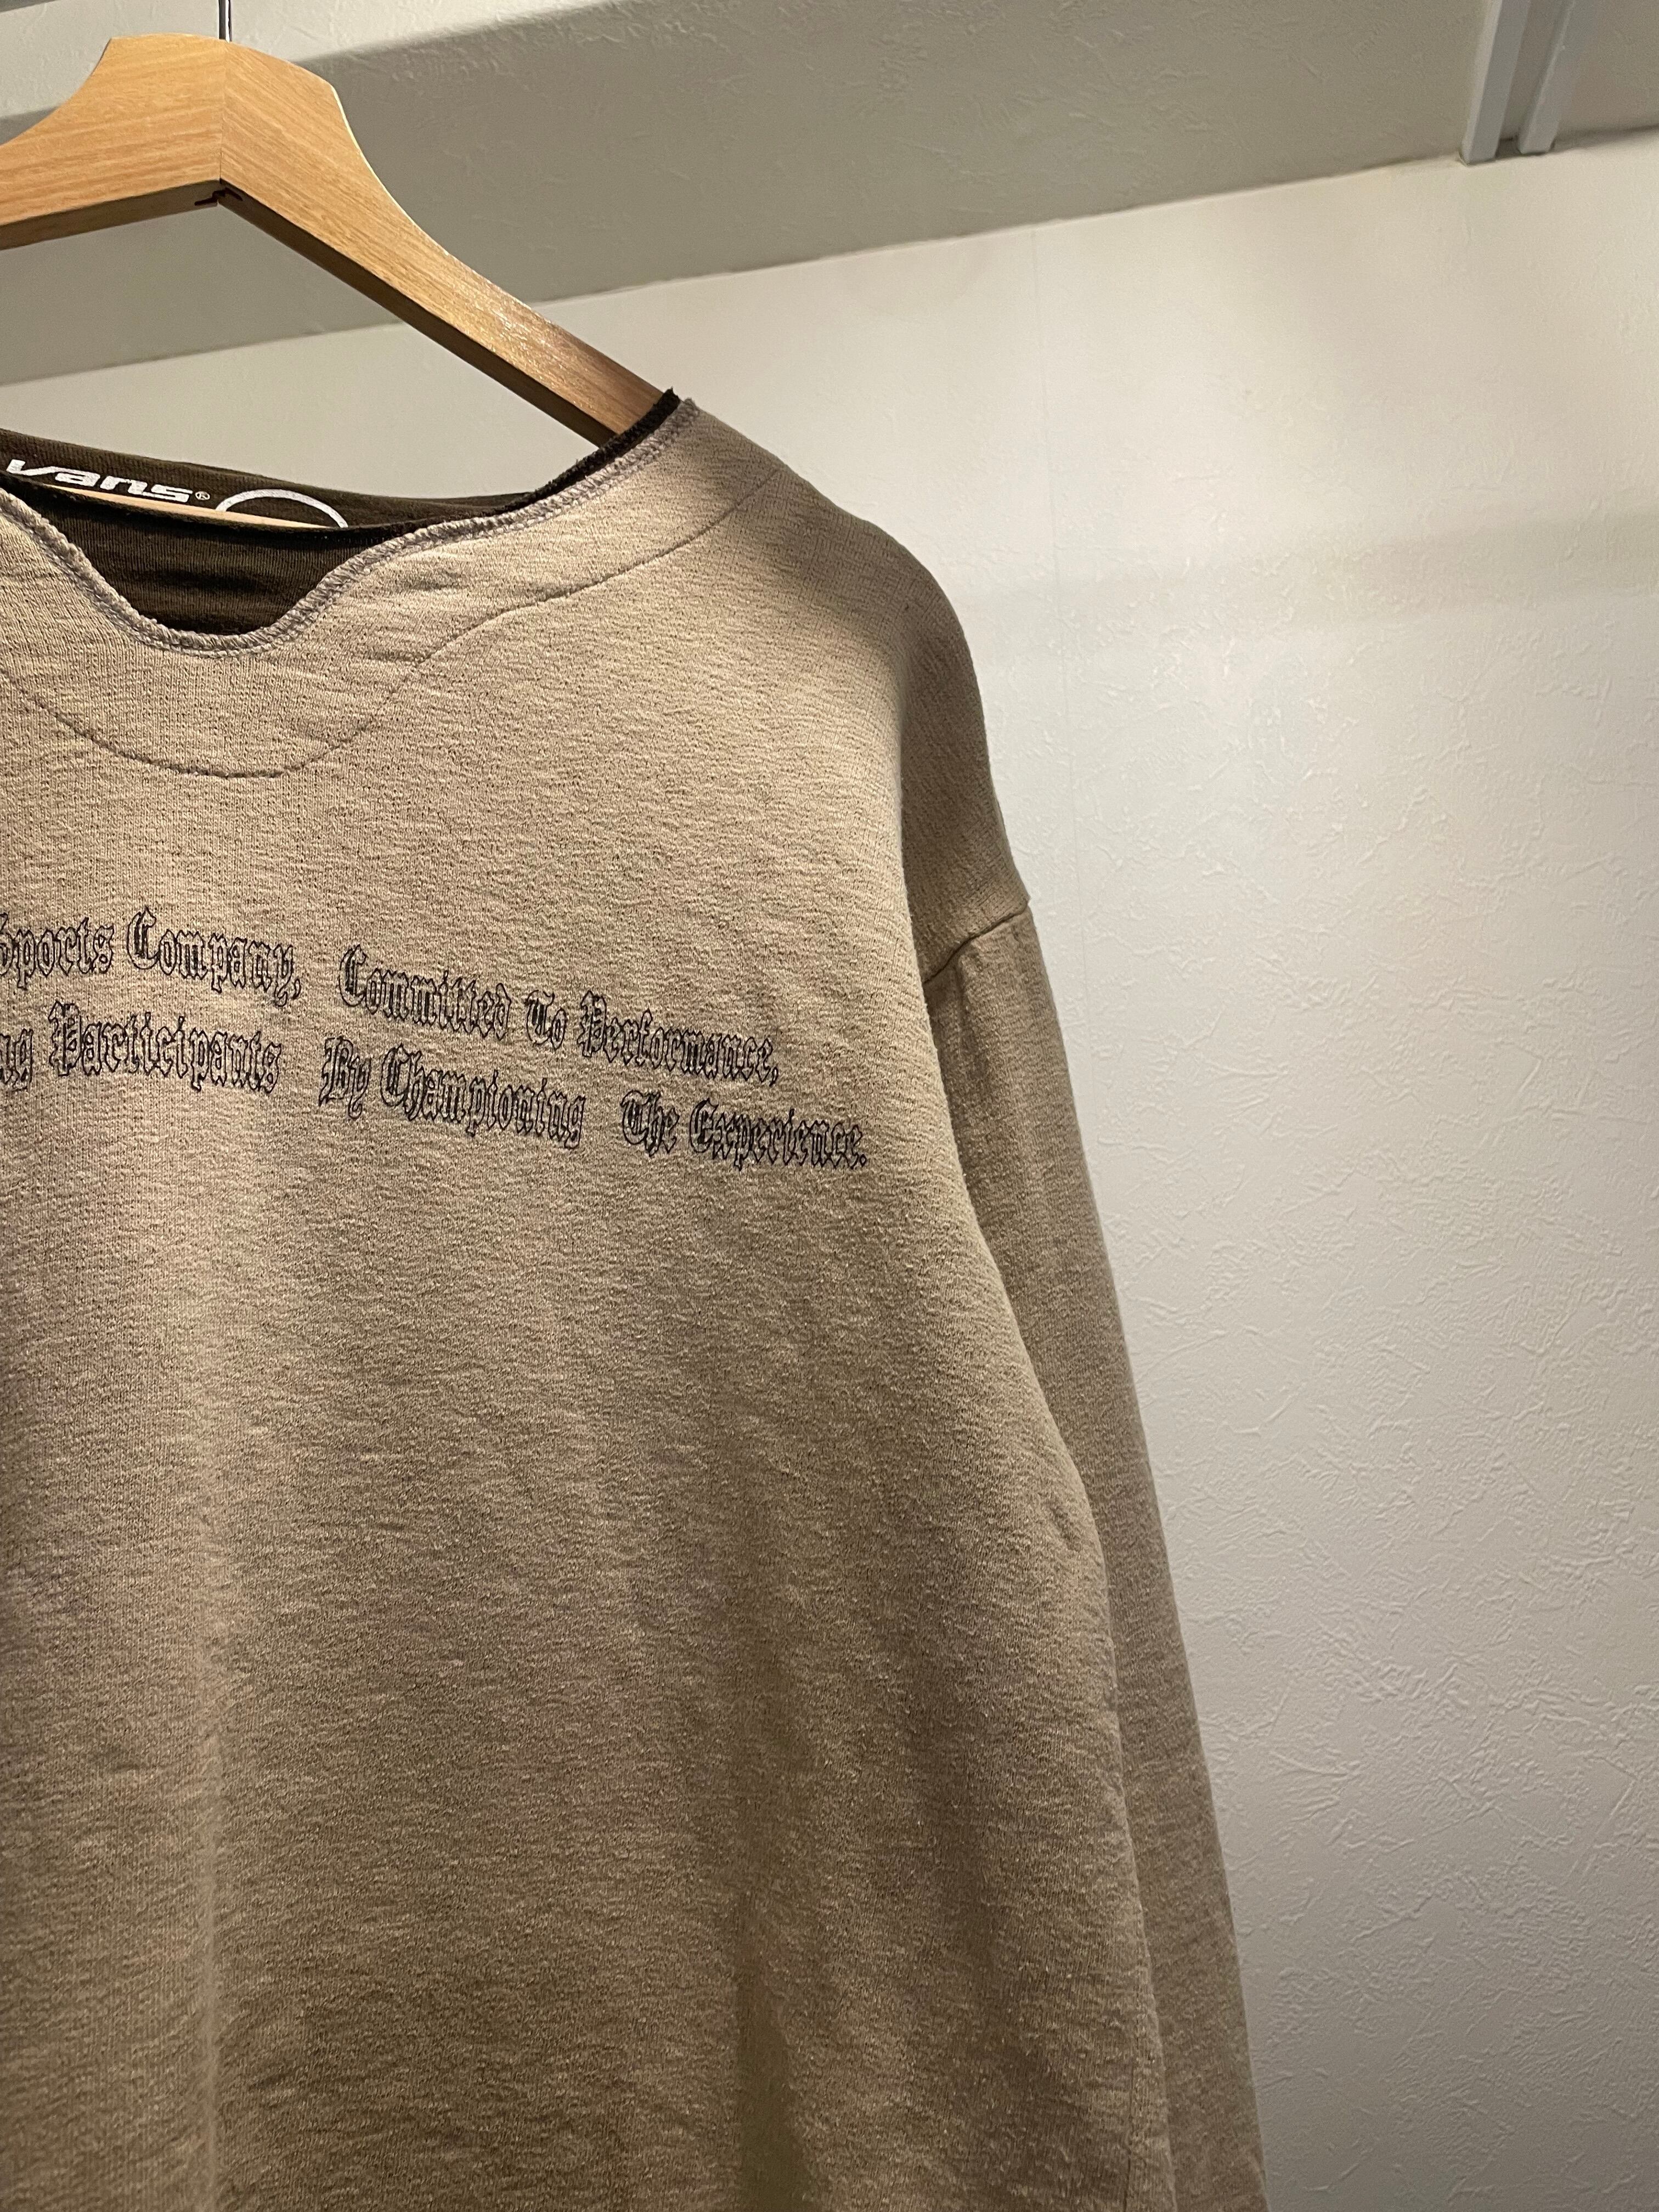 vans®
Sports Company, Committed To Performance,
Participants By Championing The Experience.